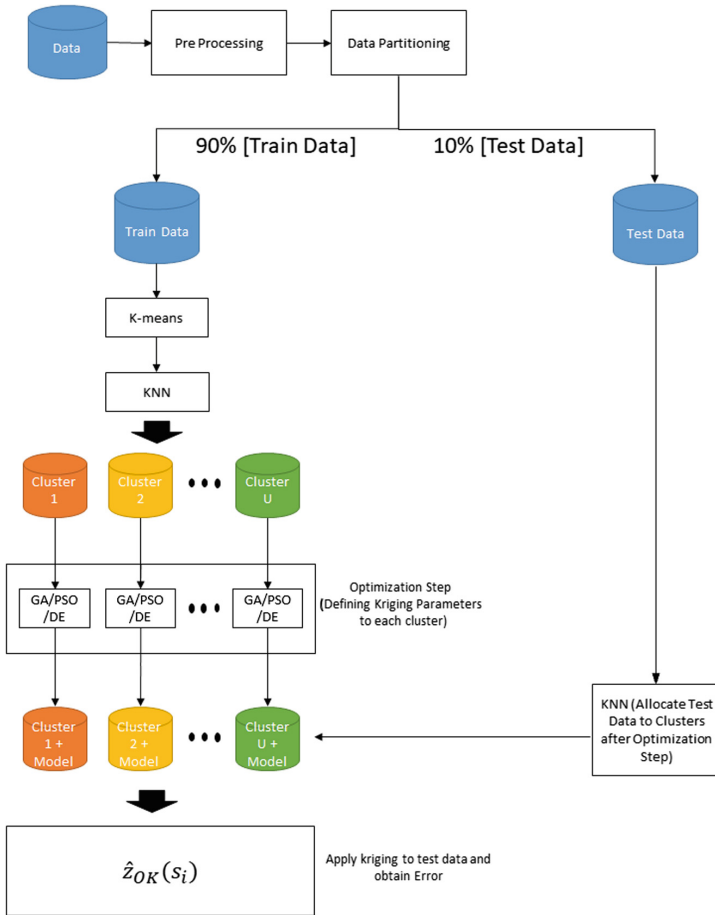 Data
Pre Processing
Data Partitioning
90% [Train Data]
10% [Test Data]
Train Data
Test Data
K-means
KNN
Cluster
1
Cluster
2
Cluster
U
GA/PSO
/DE
GA/PSO
/DE
GA/PSO
/DE
Optimization Step
(Defining Kriging Parameters
to each cluster)
KNN (Allocate Test
Data to Clusters
after Optimization
Step)
Cluster
1 +
Model
Cluster
2 +
Model
Cluster
U +
Model
ẑ_OK(s_i)
Apply kriging to test data and
obtain Error